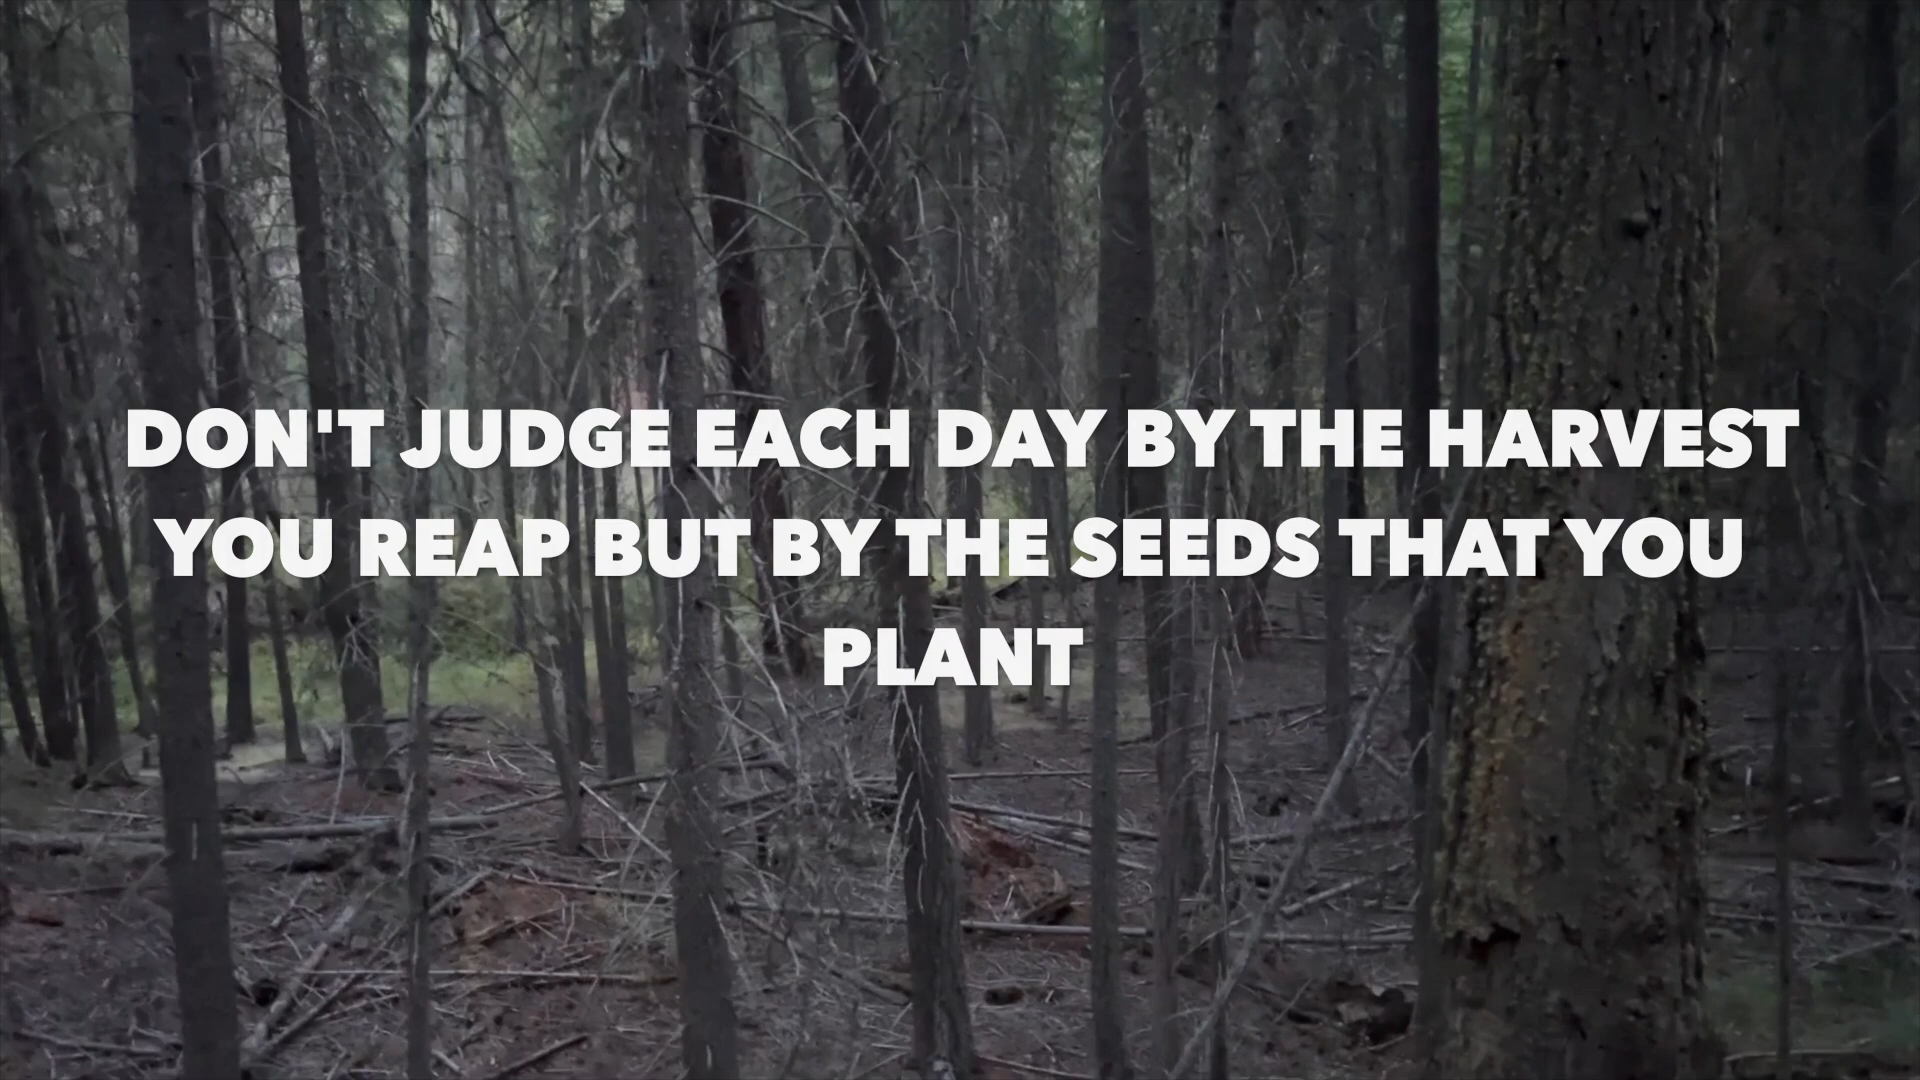 DON'T JUDGE EACH DAY BY THE HARVEST
YOU REAP BUT BY THE SEEDS THAT YOU
PLANT